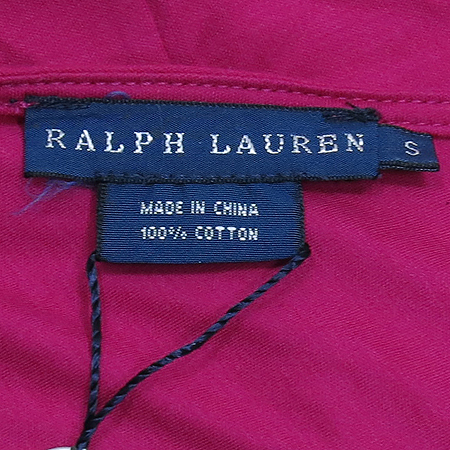 RALPH LAUREN S
MADE IN CHINA
100% COTTON